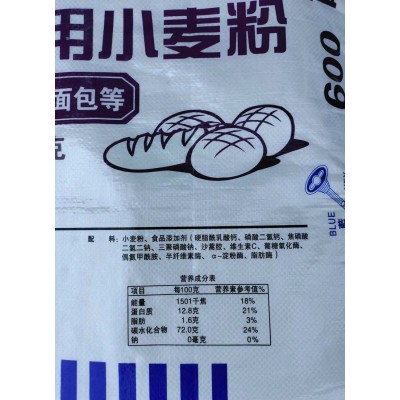 用小麦粉
面包等
克
600
BLUE
配 料：小麦粉、食品添加剂（硬脂酰乳酸钙、磷酸二氢钙、焦磷酸
二氢二钠、三聚磷酸钠、沙蒿胶、维生素C、葡糖氧化酶、
偶氮甲酰胺、半纤维素酶、α-淀粉酶、脂肪酶）
营养成分表
项目 每100克 营养素参考值%
能量 1501千焦 18%
蛋白质 12.8克 21%
脂肪 1.6克 3%
碳水化合物 72.0克 24%
钠 0毫克 0%